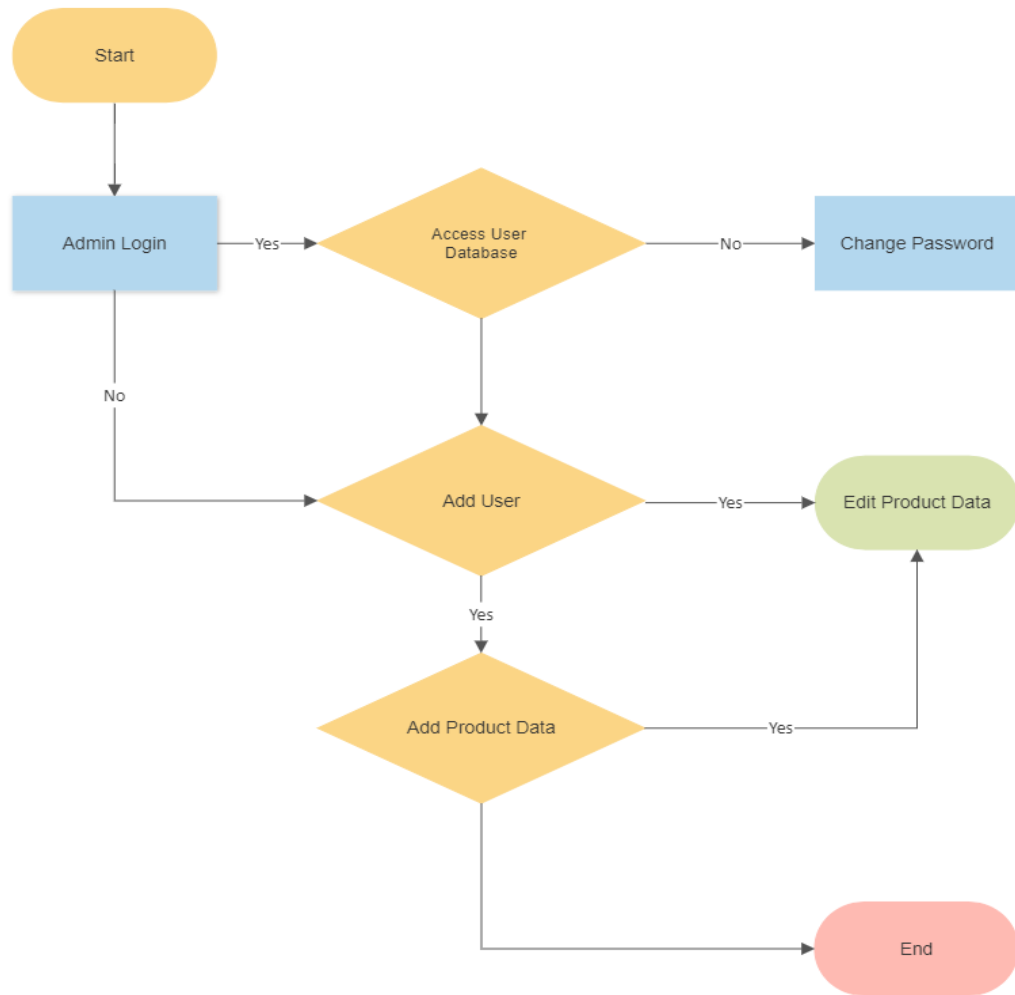 Start
Admin Login
Yes
Access User
Database
No
Change Password
No
Add User
Yes
Edit Product Data
Yes
Add Product Data
Yes
End